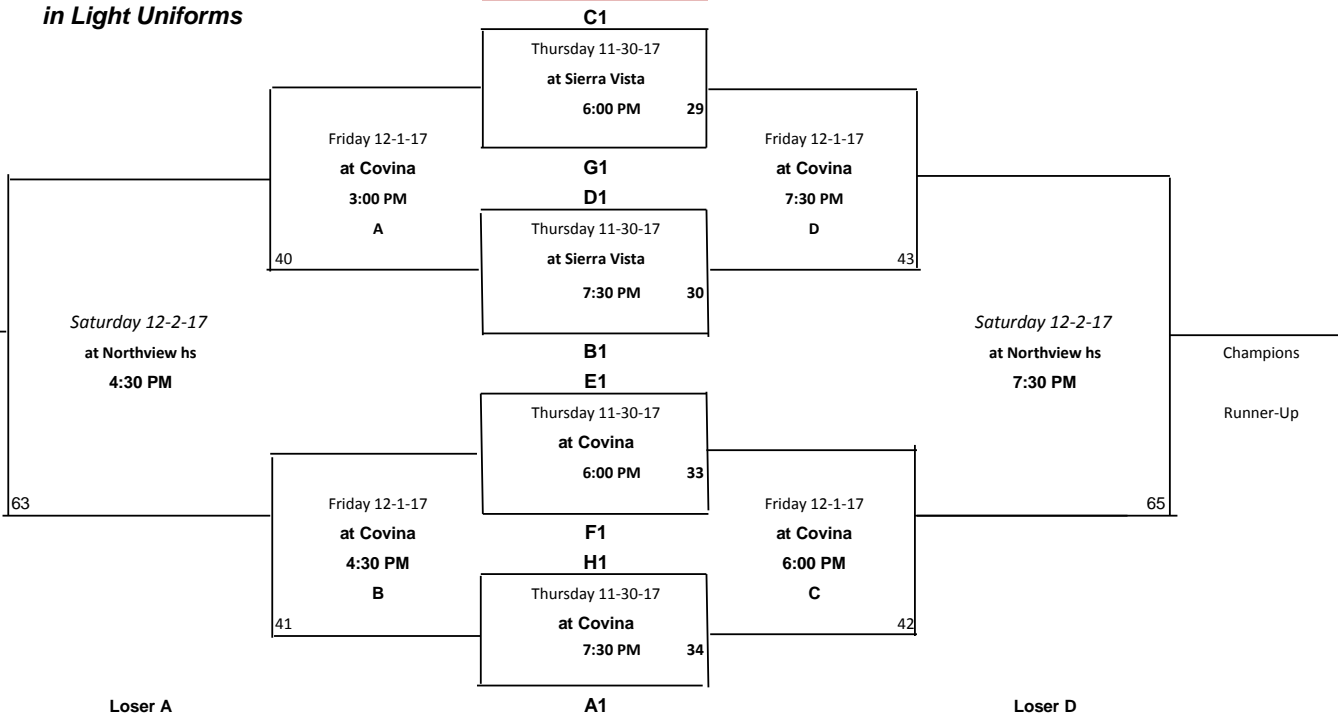 in Light Uniforms
C1
Thursday 11-30-17
at Sierra Vista
6:00 PM 29
Friday 12-1-17
at Covina
3:00 PM
A
40
Friday 12-1-17
at Covina
7:30 PM
D
43
G1
D1
Thursday 11-30-17
at Sierra Vista
7:30 PM 30
Saturday 12-2-17
at Northview hs
4:30 PM
63
Saturday 12-2-17
at Northview hs
7:30 PM
65
Champions
Runner-Up
B1
E1
Thursday 11-30-17
at Covina
6:00 PM 33
Friday 12-1-17
at Covina
4:30 PM
B
41
Friday 12-1-17
at Covina
6:00 PM
C
42
F1
H1
Thursday 11-30-17
at Covina
7:30 PM 34
Loser A
A1
Loser D